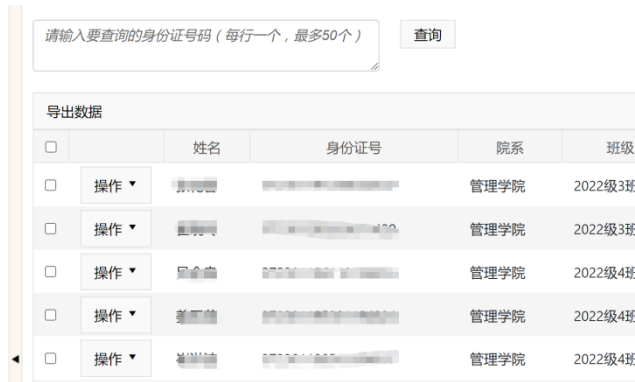 请输入要查询的身份证号码（每行一个，最多50个）
查询
导出数据
姓名 身份证号 院系 班级
操作 管理学院 2022级3班
操作 管理学院 2022级3班
操作 管理学院 2022级4班
操作 管理学院 2022级4班
操作 管理学院 2022级4班